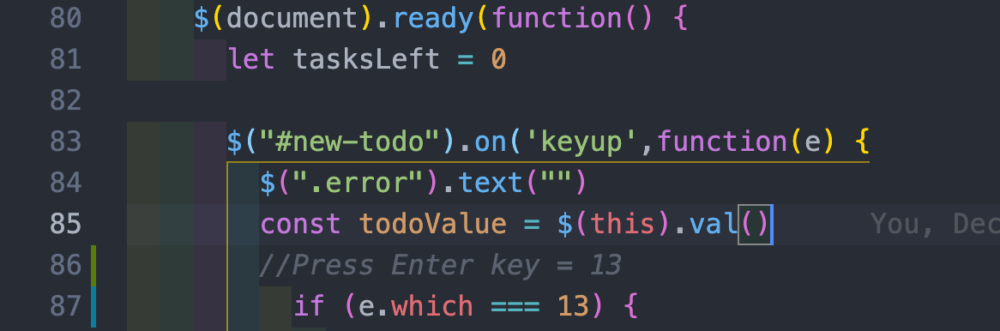 80 $(document).ready(function() {
81 let tasksLeft = 0
82
83 $("#new-todo").on('keyup',function(e) {
84 $(".error").text("")
85 const todoValue = $(this).val() You, Dec
86 //Press Enter key = 13
87 if (e.which === 13) {